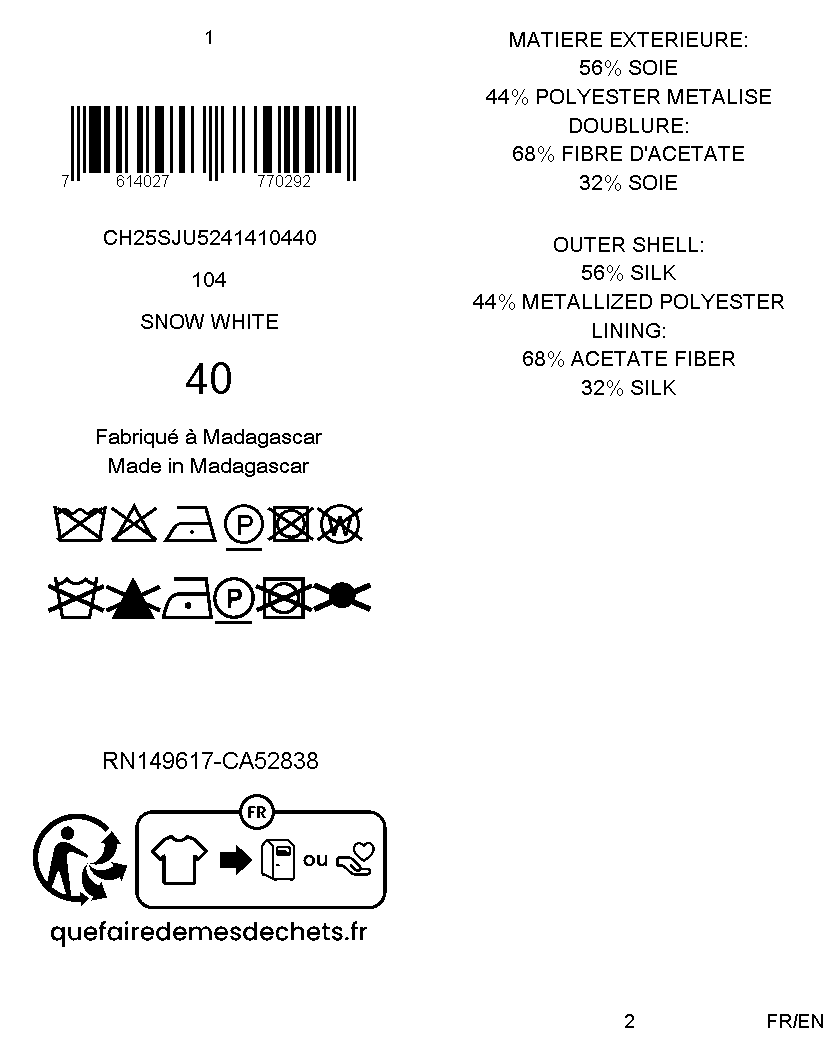 1
7 614027 770292
CH25SJU5241410440
104
SNOW WHITE
40
Fabriqué à Madagascar
Made in Madagascar
P W
P
RN149617-CA52838
FR
ou
quefairedemesdechets.fr
MATIERE EXTERIEURE:
56% SOIE
44% POLYESTER METALISE
DOUBLURE:
68% FIBRE D'ACETATE
32% SOIE
OUTER SHELL:
56% SILK
44% METALLIZED POLYESTER
LINING:
68% ACETATE FIBER
32% SILK
2
FR/EN